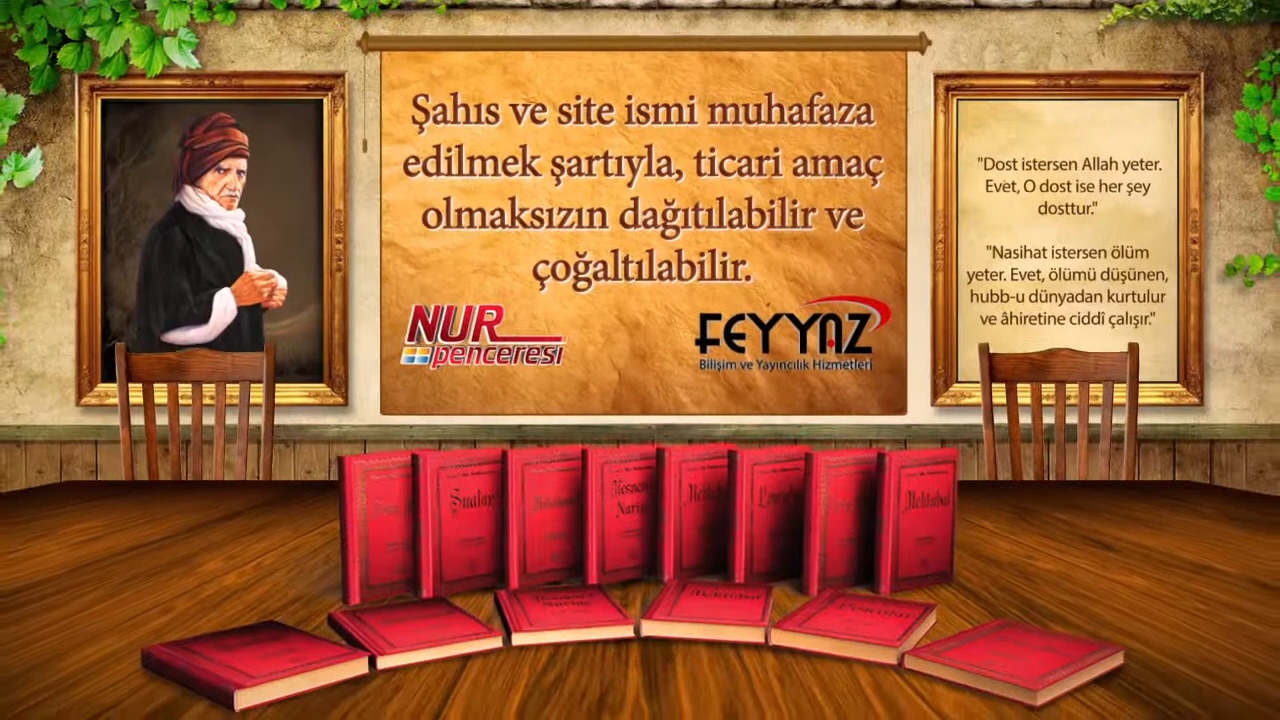 Şahıs ve site ismi muhafaza
edilmek şartıyla, ticari amaç
olmaksızın dağıtılabilir ve
çoğaltılabilir.
NUR
penceresi
FEYYAZ
Bilişim ve Yayıncılık Hizmetleri
"Dost istersen Allah yeter.
Evet, O dost ise her şey
dosttur."
"Nasihat istersen ölüm
yeter. Evet, ölümü düşünen,
hubb-u dünyadan kurtulur
ve âhiretine ciddî çalışır."
Şualar
Mektubat